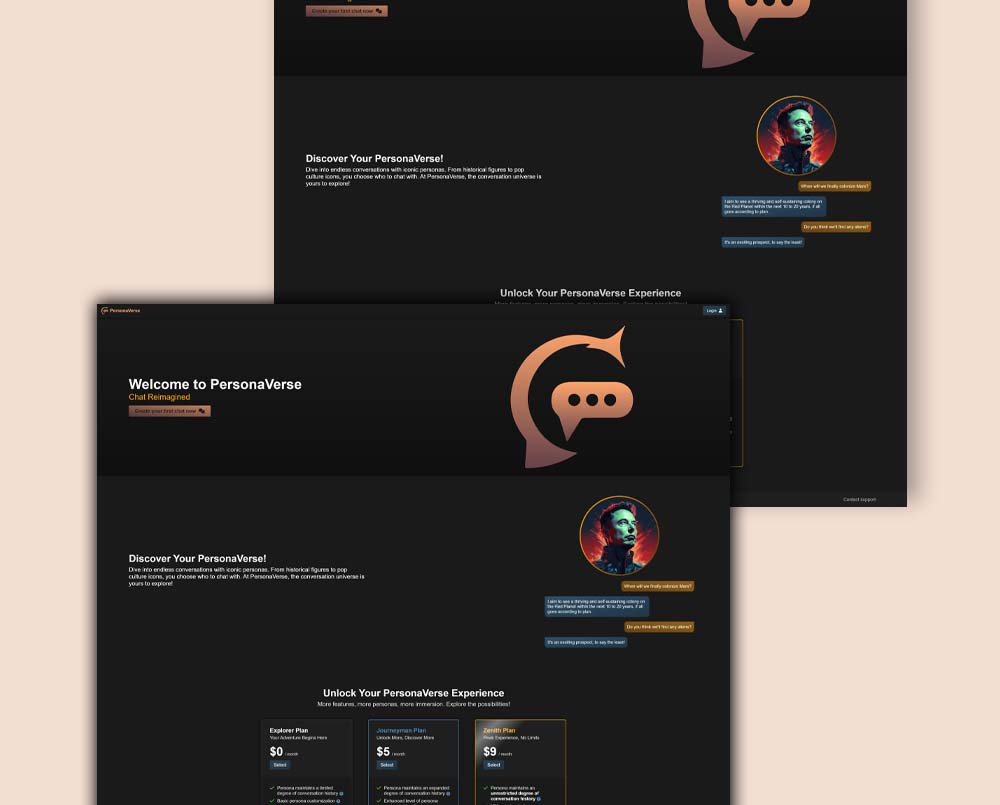 Create your first chat now
Discover Your PersonaVerse!
Dive into endless conversations with iconic personas. From historical figures to pop
culture icons, you choose who to chat with. At PersonaVerse, the conversation universe is
yours to explore!
When will we finally colonize Mars?
I aim to see a thriving and self-sustaining colony on
the Red Planet within the next 10 to 20 years, if all
goes according to plan.
Do you think we'll find any aliens?
It's an exciting prospect, to say the least!
Unlock Your PersonaVerse Experience
Contact support
PersonaVerse
Login
Welcome to PersonaVerse
Chat Reimagined
Create your first chat now
Discover Your PersonaVerse!
Dive into endless conversations with iconic personas. From historical figures to pop
culture icons, you choose who to chat with. At PersonaVerse, the conversation universe is
yours to explore!
When will we finally colonize Mars?
I aim to see a thriving and self-sustaining colony on
the Red Planet within the next 10 to 20 years, if all
goes according to plan.
Do you think we'll find any aliens?
It's an exciting prospect, to say the least!
Unlock Your PersonaVerse Experience
More features, more personas, more immersion. Explore the possibilities!
Explorer Plan
Your Adventure Begins Here
$0 / month
Select
Persona maintains a limited
degree of conversation history
Basic persona customization
Journeyman Plan
Unlock More, Discover More
$5 / month
Select
Persona maintains an expanded
degree of conversation history
Enhanced level of persona
Zenith Plan
Peak Experience, No Limits
$9 / month
Select
Persona maintains an
unrestricted degree of
conversation history